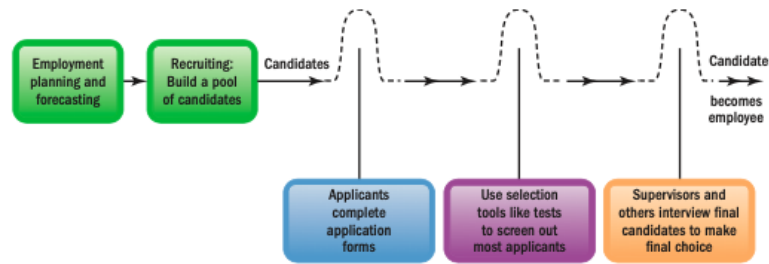 Employment
planning and
forecasting
Recruiting:
Build a pool
of candidates
Candidates
Candidate
becomes
employee
Applicants
complete
application
forms
Use selection
tools like tests
to screen out
most applicants
Supervisors and
others interview final
candidates to make
final choice